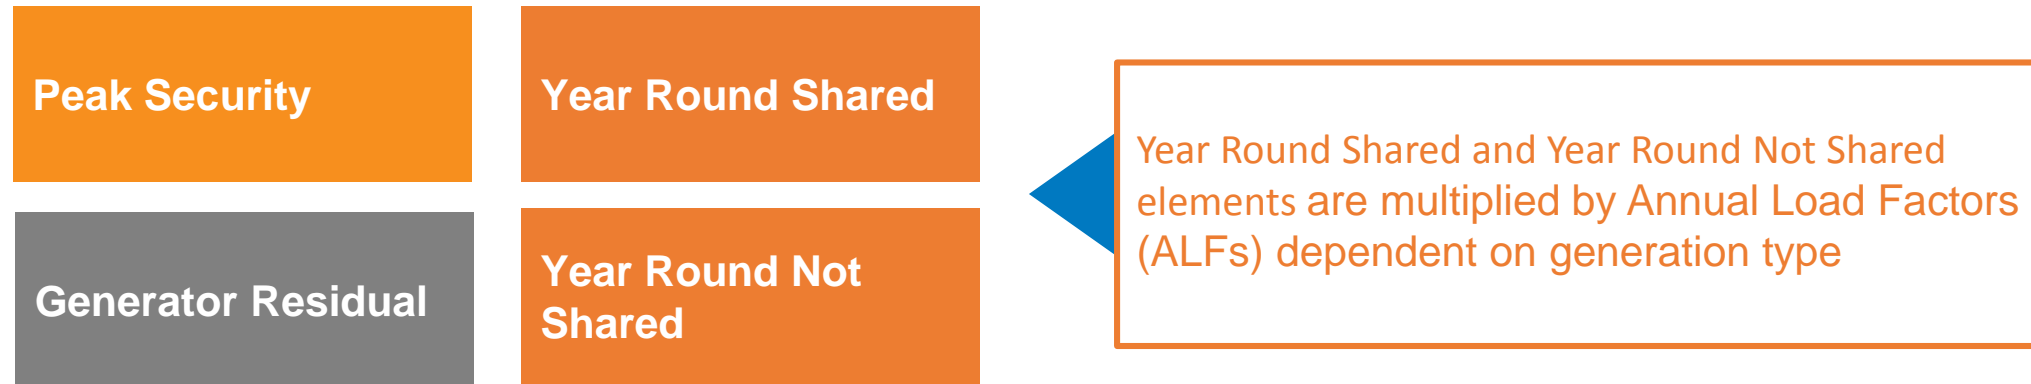 Peak Security
Year Round Shared
Generator Residual
Year Round Not
Shared
Year Round Shared and Year Round Not Shared
elements are multiplied by Annual Load Factors
(ALFs) dependent on generation type